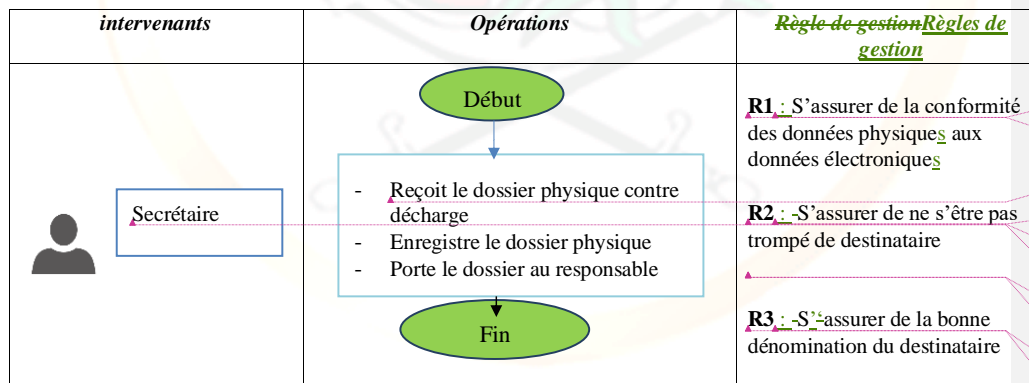 intervenants
Opérations
Règle de gestionRègles de
gestion
Début
Secrétaire
- Reçoit le dossier physique contre
décharge
- Enregistre le dossier physique
- Porte le dossier au responsable
Fin
R1 : S’assurer de la conformité
des données physiques aux
données électroniques
R2 : -S’assurer de ne s’être pas
trompé de destinataire
R3 : -S’‘assurer de la bonne
dénomination du destinataire